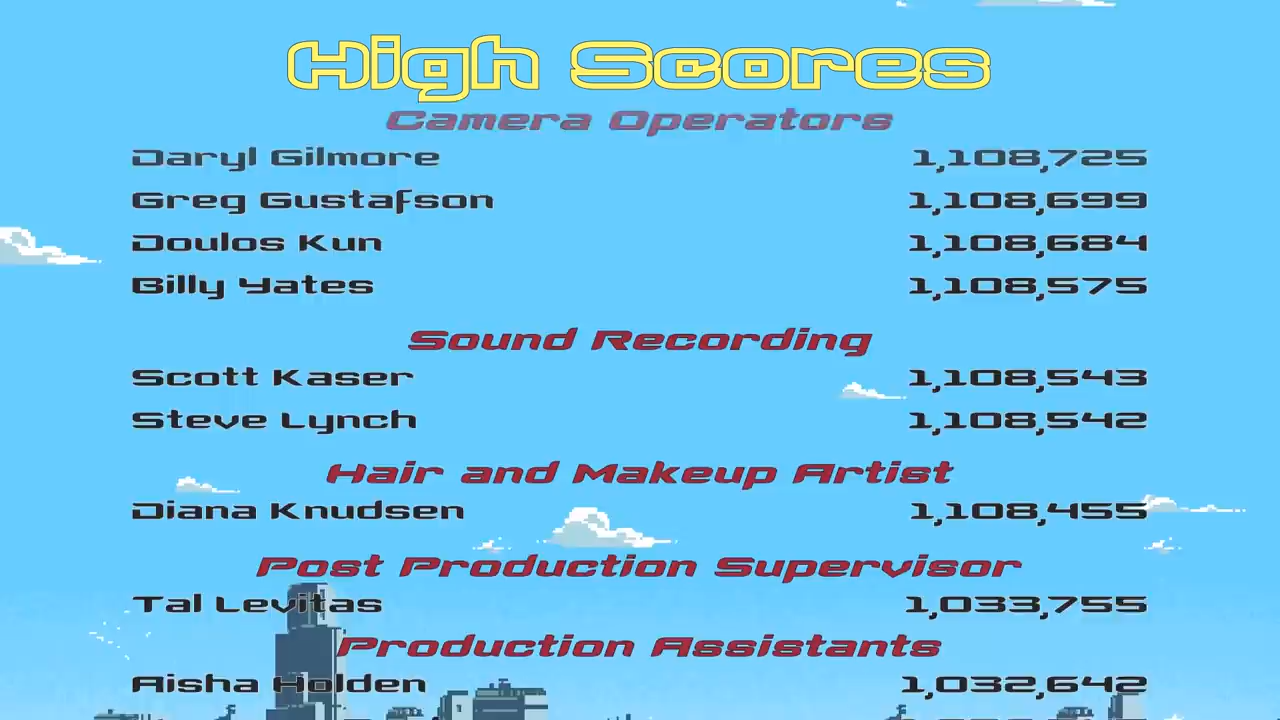 High Scores
Camera Operators
Daryl Gilmore 1,108,725
Greg Gustafson 1,108,699
Doulos Kun 1,108,684
Billy Yates 1,108,575
Sound Recording
Scott Kaser 1,108,543
Steve Lynch 1,108,542
Hair and Makeup Artist
Diana Knudsen 1,108,455
Post Production Supervisor
Tal Levitas 1,033,755
Production Assistants
Aisha Holden 1,032,642